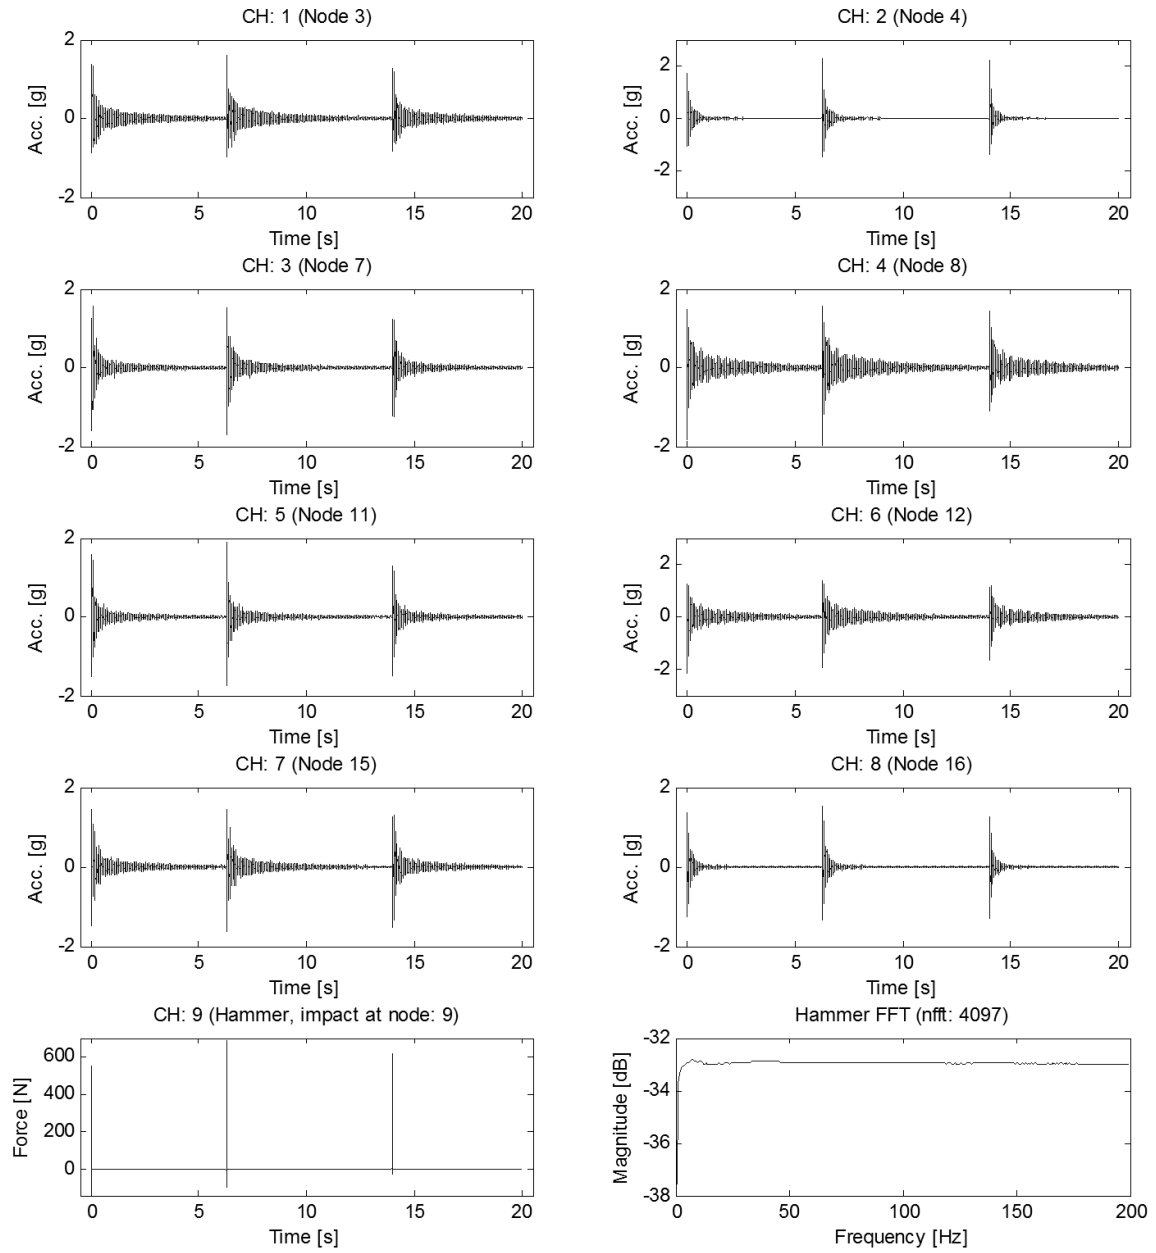 CH: 1 (Node 3)
2
0
-2
Acc. [g]
0 5 10 15 20
Time [s]
CH: 2 (Node 4)
2
0
-2
Acc. [g]
0 5 10 15 20
Time [s]
CH: 3 (Node 7)
2
0
-2
Acc. [g]
0 5 10 15 20
Time [s]
CH: 4 (Node 8)
2
0
-2
Acc. [g]
0 5 10 15 20
Time [s]
CH: 5 (Node 11)
2
0
-2
Acc. [g]
0 5 10 15 20
Time [s]
CH: 6 (Node 12)
2
0
-2
Acc. [g]
0 5 10 15 20
Time [s]
CH: 7 (Node 15)
2
0
-2
Acc. [g]
0 5 10 15 20
Time [s]
CH: 8 (Node 16)
2
0
-2
Acc. [g]
0 5 10 15 20
Time [s]
CH: 9 (Hammer, impact at node: 9)
600
400
200
0
Force [N]
0 5 10 15 20
Time [s]
Hammer FFT (nfft: 4097)
-32
-34
-36
-38
Magnitude [dB]
0 50 100 150 200
Frequency [Hz]